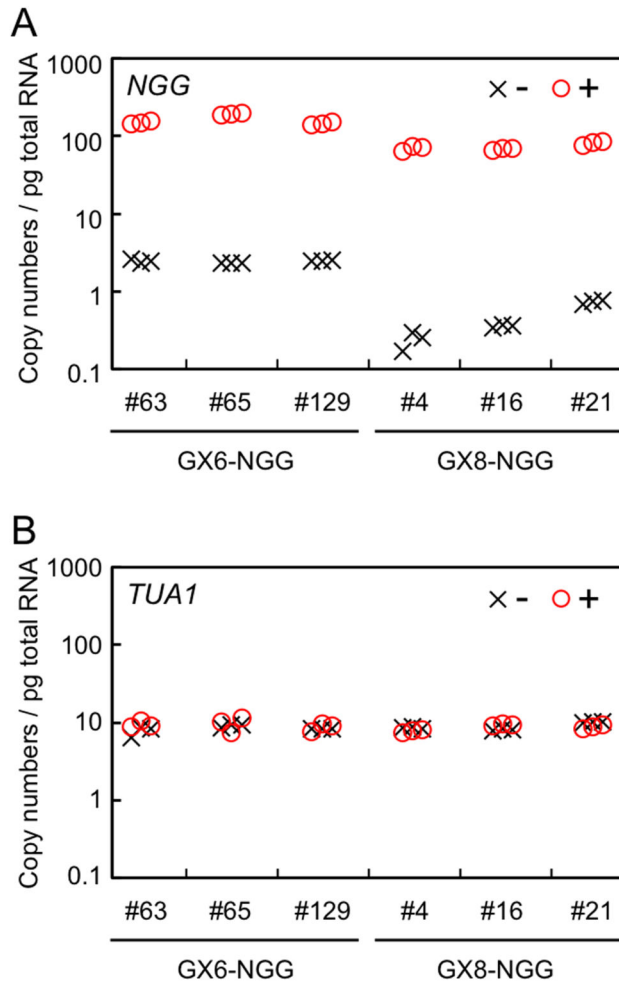 A
Copy numbers / pg total RNA
1000
100
10
1
0.1
NGG
× - ○ +
#63 #65 #129 #4 #16 #21
GX6-NGG GX8-NGG
B
Copy numbers / pg total RNA
1000
100
10
1
0.1
TUA1
× - ○ +
#63 #65 #129 #4 #16 #21
GX6-NGG GX8-NGG